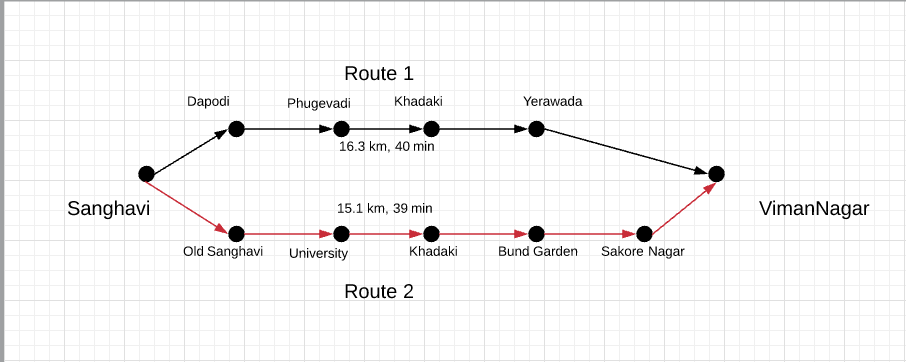 Route 1
Dapodi
Phugevadi
Khadaki
Yerawada
16.3 km, 40 min
Sanghavi
VimanNagar
15.1 km, 39 min
Old Sanghavi
University
Khadaki
Bund Garden
Sakore Nagar
Route 2